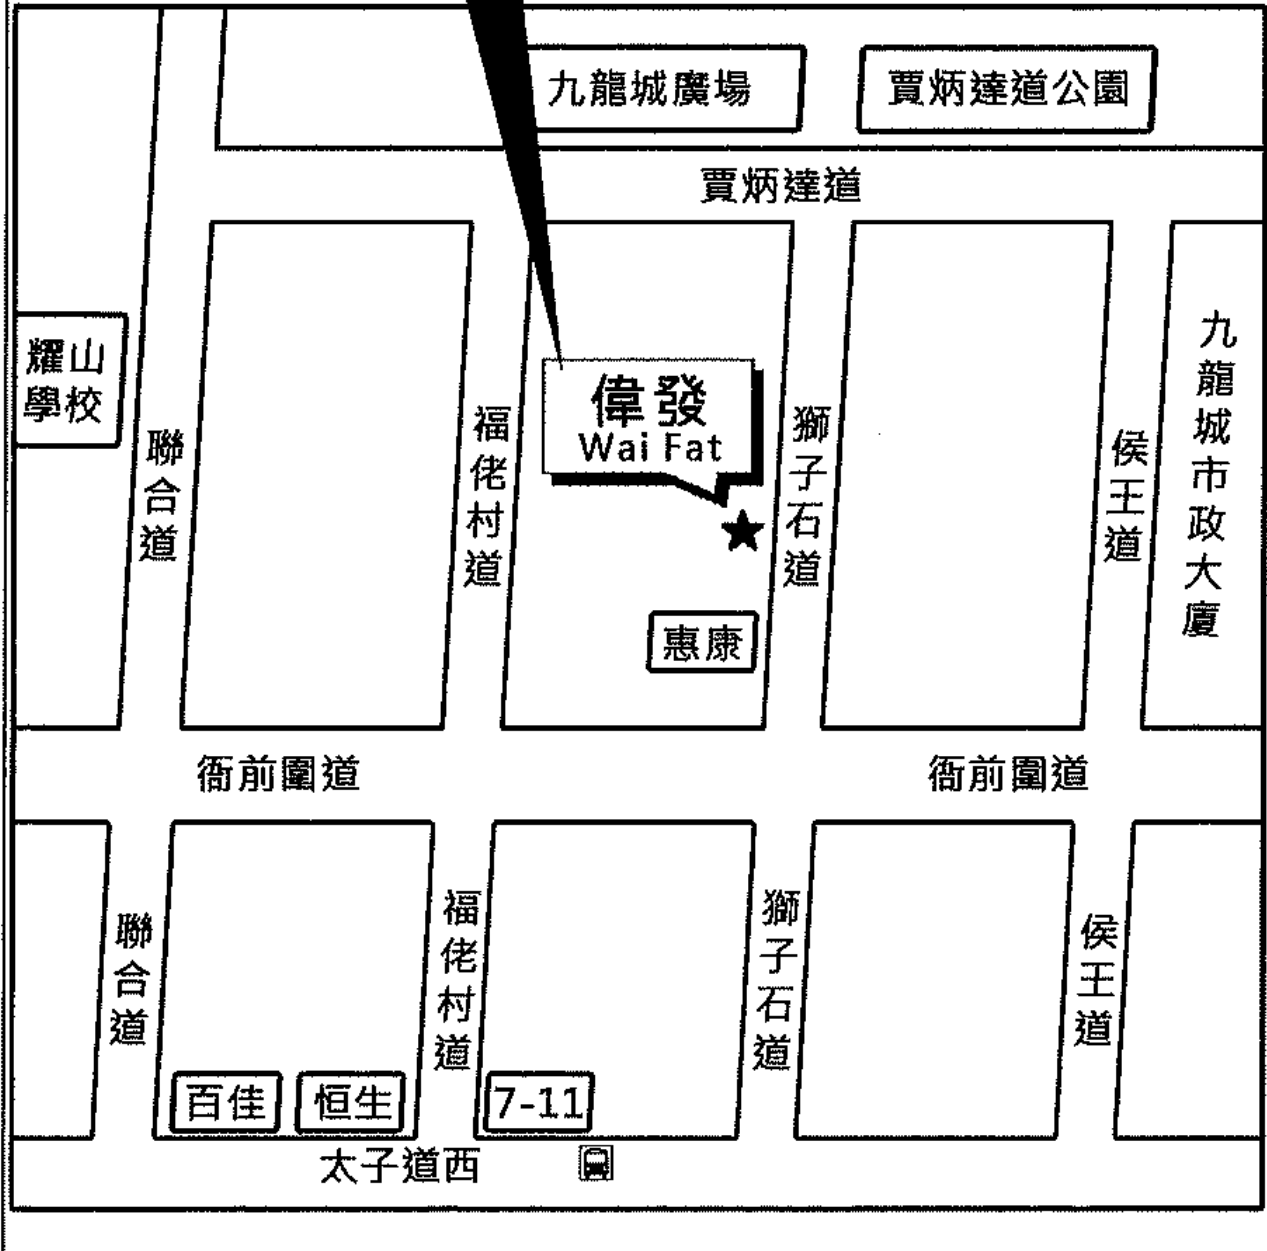 九龍城廣場
賈炳達道公園
賈炳達道
耀山
學校
聯合道
福佬村道
偉發
Wai Fat
獅子石道
侯王道
九龍城市政大廈
惠康
衙前圍道
衙前圍道
聯合道
福佬村道
獅子石道
侯王道
百佳
恒生
7-11
太子道西